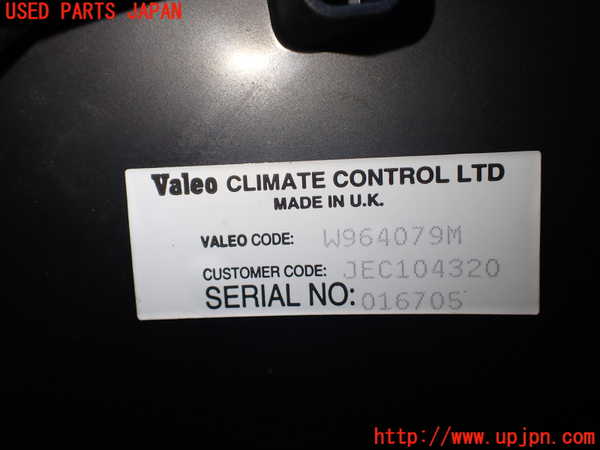 USED PARTS JAPAN
Valeo CLIMATE CONTROL LTD
MADE IN U.K.
VALEO CODE: W964079M
CUSTOMER CODE: JEC104320
SERIAL NO: 016705
http://www.upjpn.com/